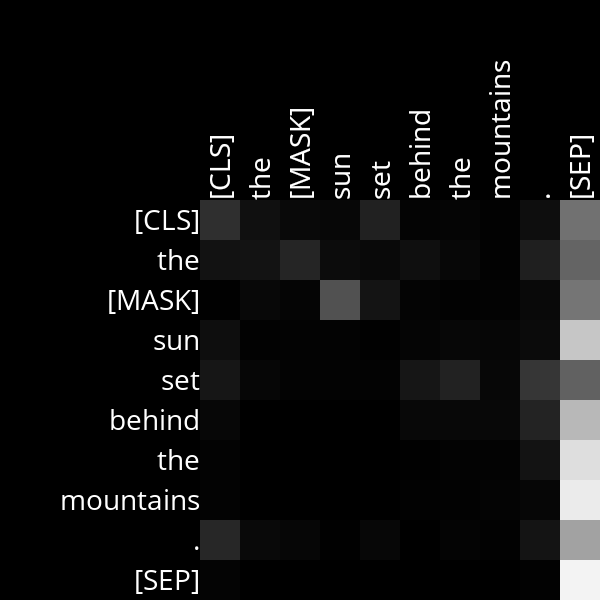 [CLS]
the
[MASK]
sun
set
behind
the
mountains
.
[SEP]
[CLS]
the
[MASK]
sun
set
behind
the
mountains
.
[SEP]